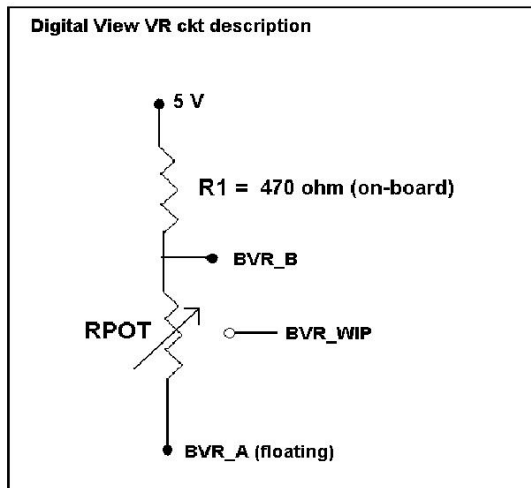 Digital View VR ckt description
5 V
R1 = 470 ohm (on-board)
BVR_B
RPOT
BVR_WIP
BVR_A (floating)